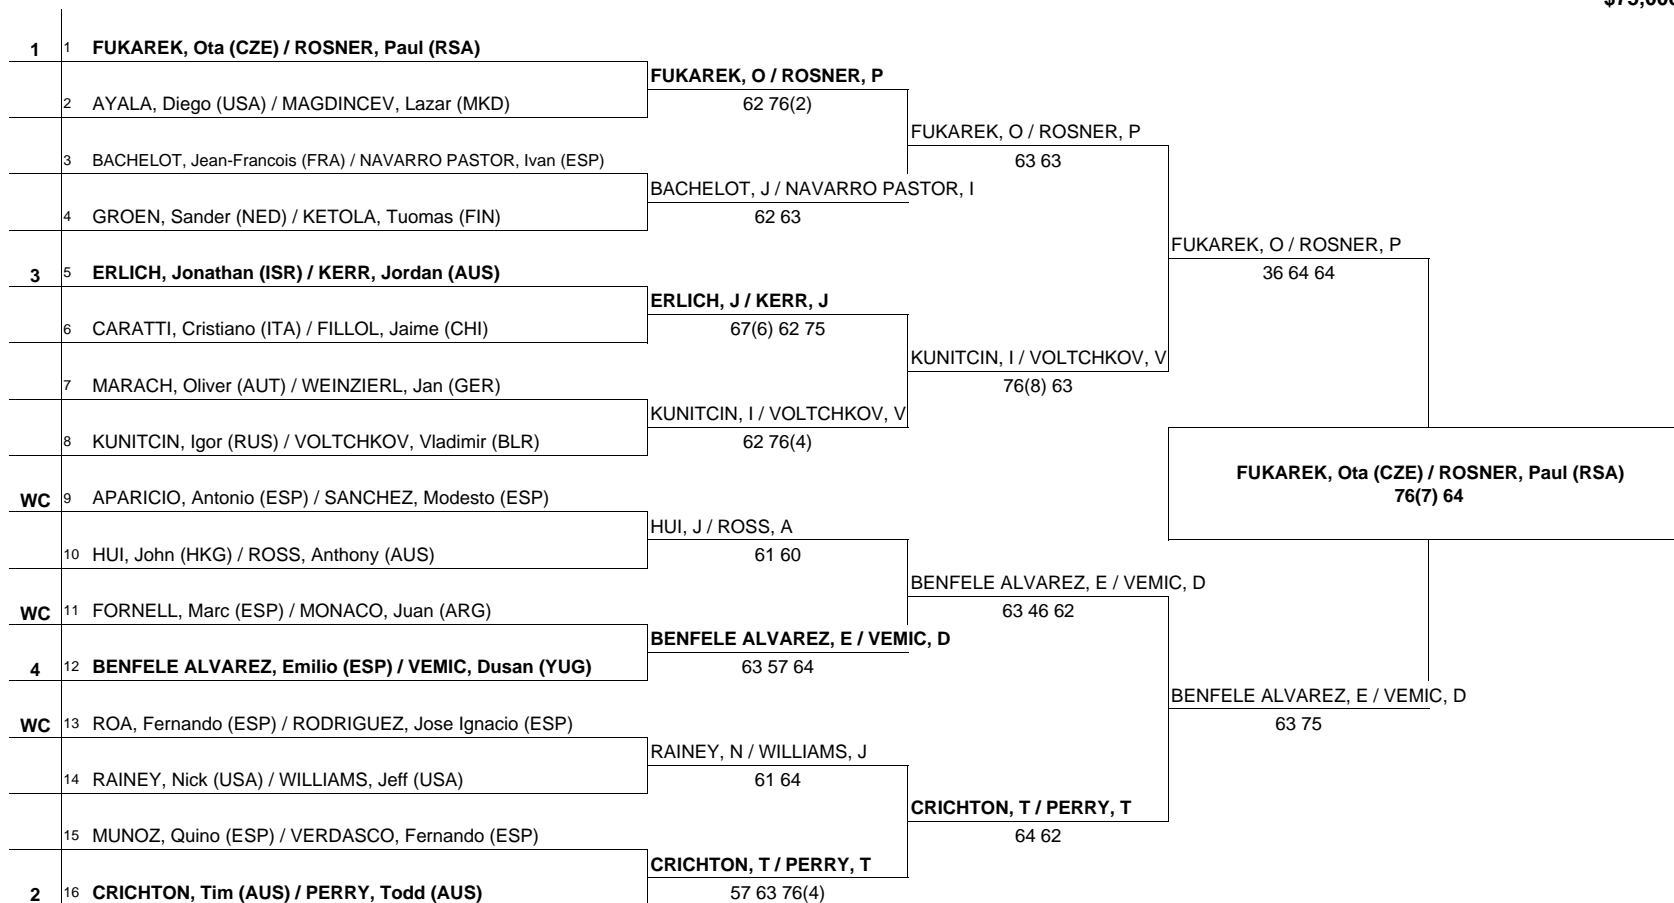 1 1 FUKAREK, Ota (CZE) / ROSNER, Paul (RSA)
FUKAREK, O / ROSNER, P
2 AYALA, Diego (USA) / MAGDINCEV, Lazar (MKD)
62 76(2)
FUKAREK, O / ROSNER, P
3 BACHELOT, Jean-Francois (FRA) / NAVARRO PASTOR, Ivan (ESP)
63 63
BACHELOT, J / NAVARRO PASTOR, I
4 GROEN, Sander (NED) / KETOLA, Tuomas (FIN)
62 63
FUKAREK, O / ROSNER, P
3 5 ERLICH, Jonathan (ISR) / KERR, Jordan (AUS)
36 64 64
ERLICH, J / KERR, J
6 CARATTI, Cristiano (ITA) / FILLOL, Jaime (CHI)
67(6) 62 75
KUNITCIN, I / VOLTCHKOV, V
7 MARACH, Oliver (AUT) / WEINZIERL, Jan (GER)
76(8) 63
KUNITCIN, I / VOLTCHKOV, V
8 KUNITCIN, Igor (RUS) / VOLTCHKOV, Vladimir (BLR)
62 76(4)
FUKAREK, Ota (CZE) / ROSNER, Paul (RSA)
76(7) 64
WC 9 APARICIO, Antonio (ESP) / SANCHEZ, Modesto (ESP)
HUI, J / ROSS, A
10 HUI, John (HKG) / ROSS, Anthony (AUS)
61 60
BENFELE ALVAREZ, E / VEMIC, D
WC 11 FORNELL, Marc (ESP) / MONACO, Juan (ARG)
63 46 62
BENFELE ALVAREZ, E / VEMIC, D
4 12 BENFELE ALVAREZ, Emilio (ESP) / VEMIC, Dusan (YUG)
63 57 64
BENFELE ALVAREZ, E / VEMIC, D
WC 13 ROA, Fernando (ESP) / RODRIGUEZ, Jose Ignacio (ESP)
63 75
RAINEY, N / WILLIAMS, J
14 RAINEY, Nick (USA) / WILLIAMS, Jeff (USA)
61 64
CRICHTON, T / PERRY, T
15 MUNOZ, Quino (ESP) / VERDASCO, Fernando (ESP)
64 62
CRICHTON, T / PERRY, T
2 16 CRICHTON, Tim (AUS) / PERRY, Todd (AUS)
57 63 76(4)